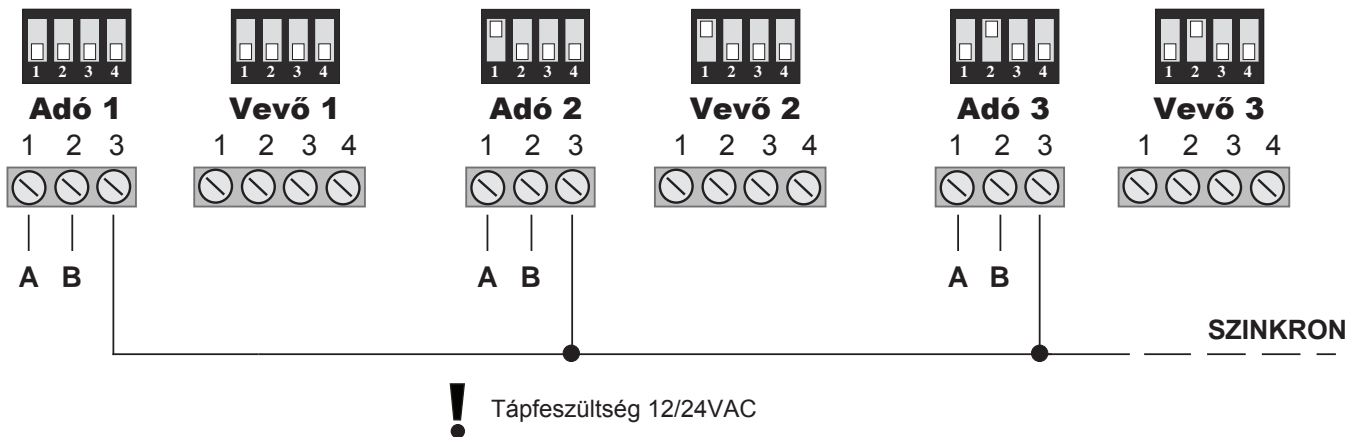 1 2 3 4 1 2 3 4 1 2 3 4 1 2 3 4 1 2 3 4 1 2 3 4
Adó 1 Vevő 1 Adó 2 Vevő 2 Adó 3 Vevő 3
1 2 3 1 2 3 4 1 2 3 1 2 3 4 1 2 3 1 2 3 4
A B A B A B
SZINKRON
! Tápfeszültség 12/24VAC